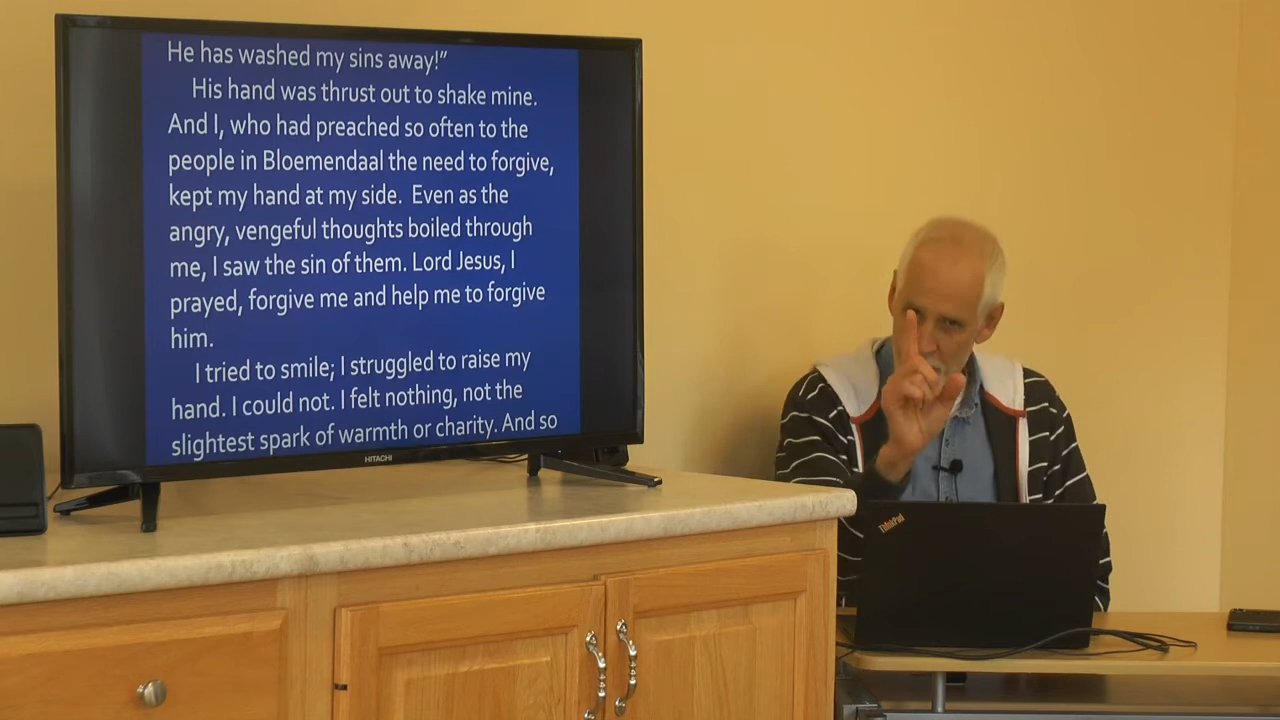 He has washed my sins away!”
His hand was thrust out to shake mine.
And I, who had preached so often to the
people in Bloemendaal the need to forgive,
kept my hand at my side. Even as the
angry, vengeful thoughts boiled through
me, I saw the sin of them. Lord Jesus, I
prayed, forgive me and help me to forgive
him.
I tried to smile; I struggled to raise my
hand. I could not. I felt nothing, not the
slightest spark of warmth or charity. And so
HITACHI
ThinkPad